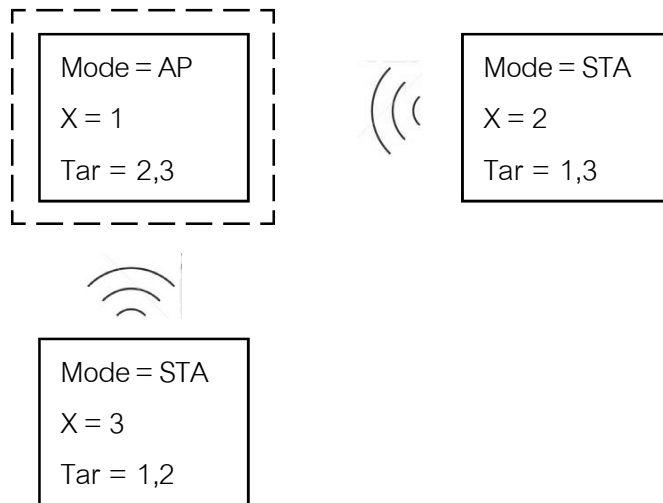 Mode = AP
X = 1
Tar = 2,3
Mode = STA
X = 2
Tar = 1,3
Mode = STA
X = 3
Tar = 1,2